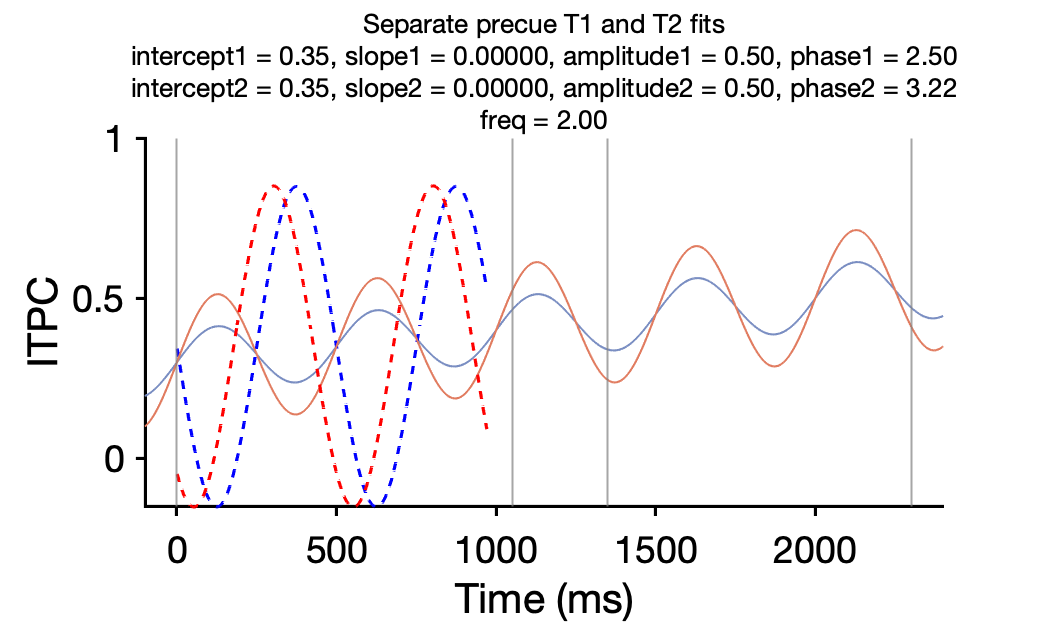 Separate precue T1 and T2 fits
intercept1 = 0.35, slope1 = 0.00000, amplitude1 = 0.50, phase1 = 2.50
intercept2 = 0.35, slope2 = 0.00000, amplitude2 = 0.50, phase2 = 3.22
freq = 2.00
1
0.5
0
ITPC
0
500
1000
1500
2000
Time (ms)